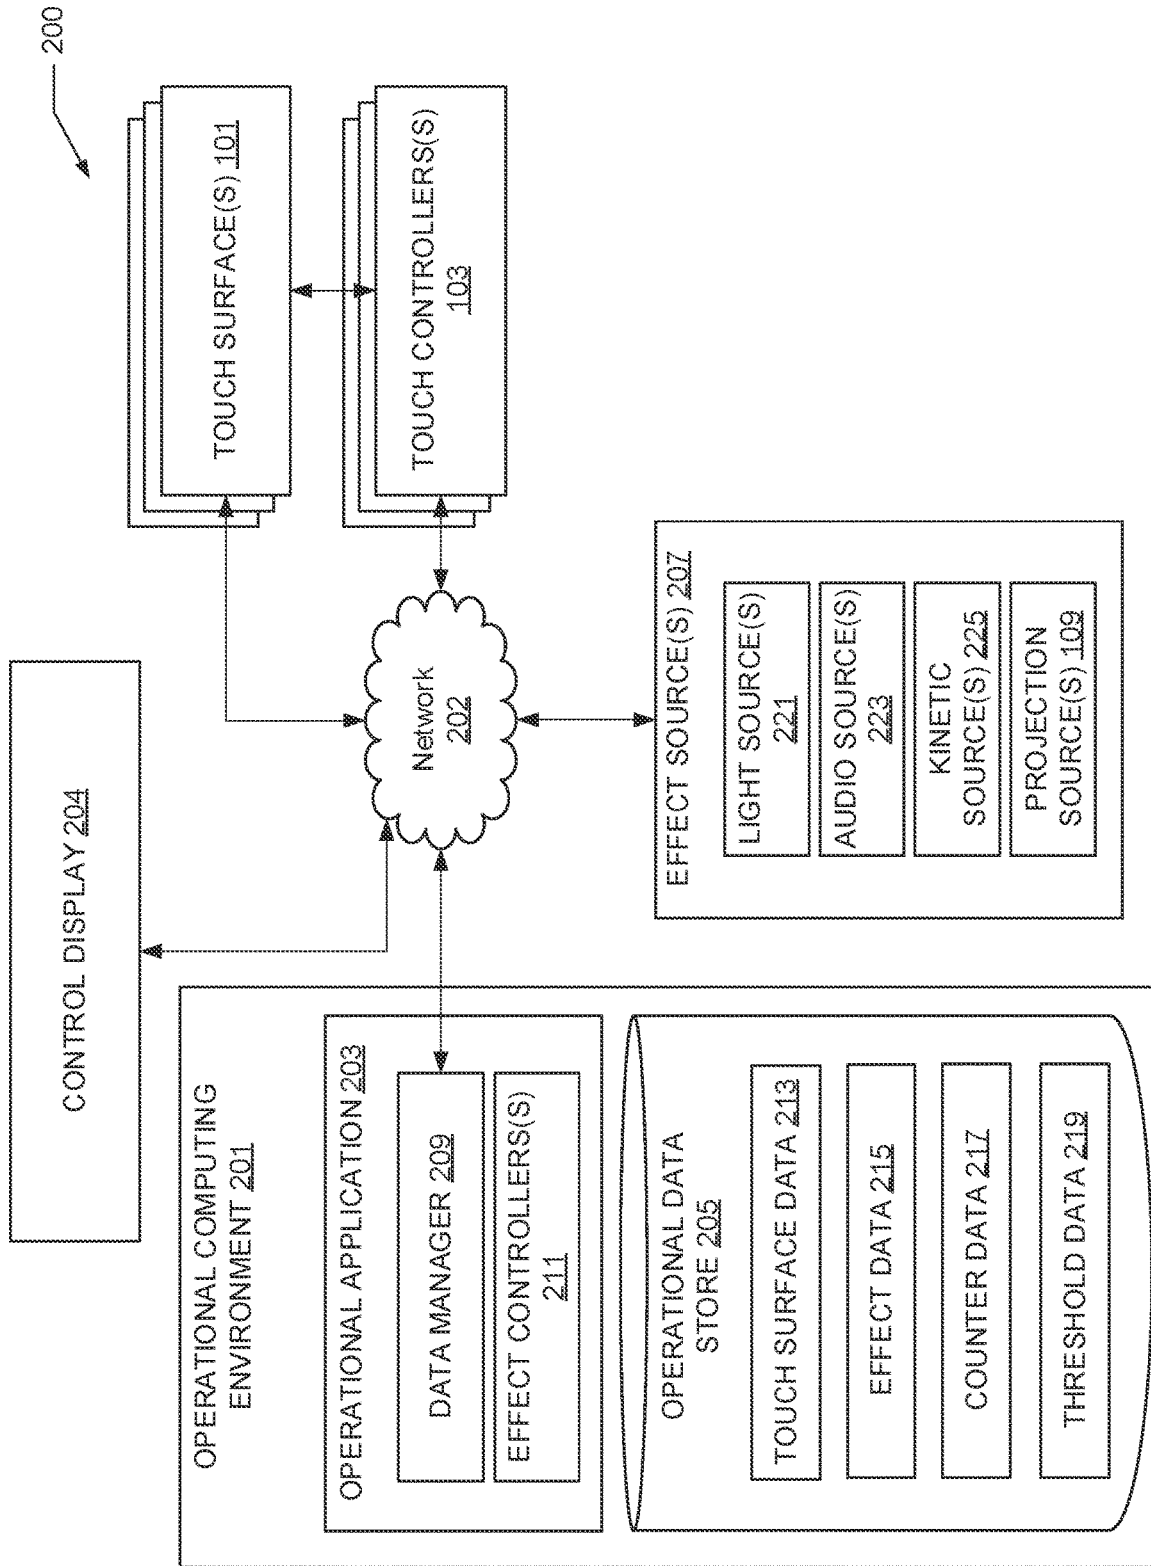 200
CONTROL DISPLAY 204
TOUCH SURFACE(S) 101
TOUCH CONTROLLERS(S)
103
Network
202
OPERATIONAL COMPUTING
ENVIRONMENT 201
OPERATIONAL APPLICATION 203
DATA MANAGER 209
EFFECT CONTROLLERS(S)
211
OPERATIONAL DATA
STORE 205
TOUCH SURFACE DATA 213
EFFECT DATA 215
COUNTER DATA 217
THRESHOLD DATA 219
EFFECT SOURCE(S) 207
LIGHT SOURCE(S)
221
AUDIO SOURCE(S)
223
KINETIC
SOURCE(S) 225
PROJECTION
SOURCE(S) 109